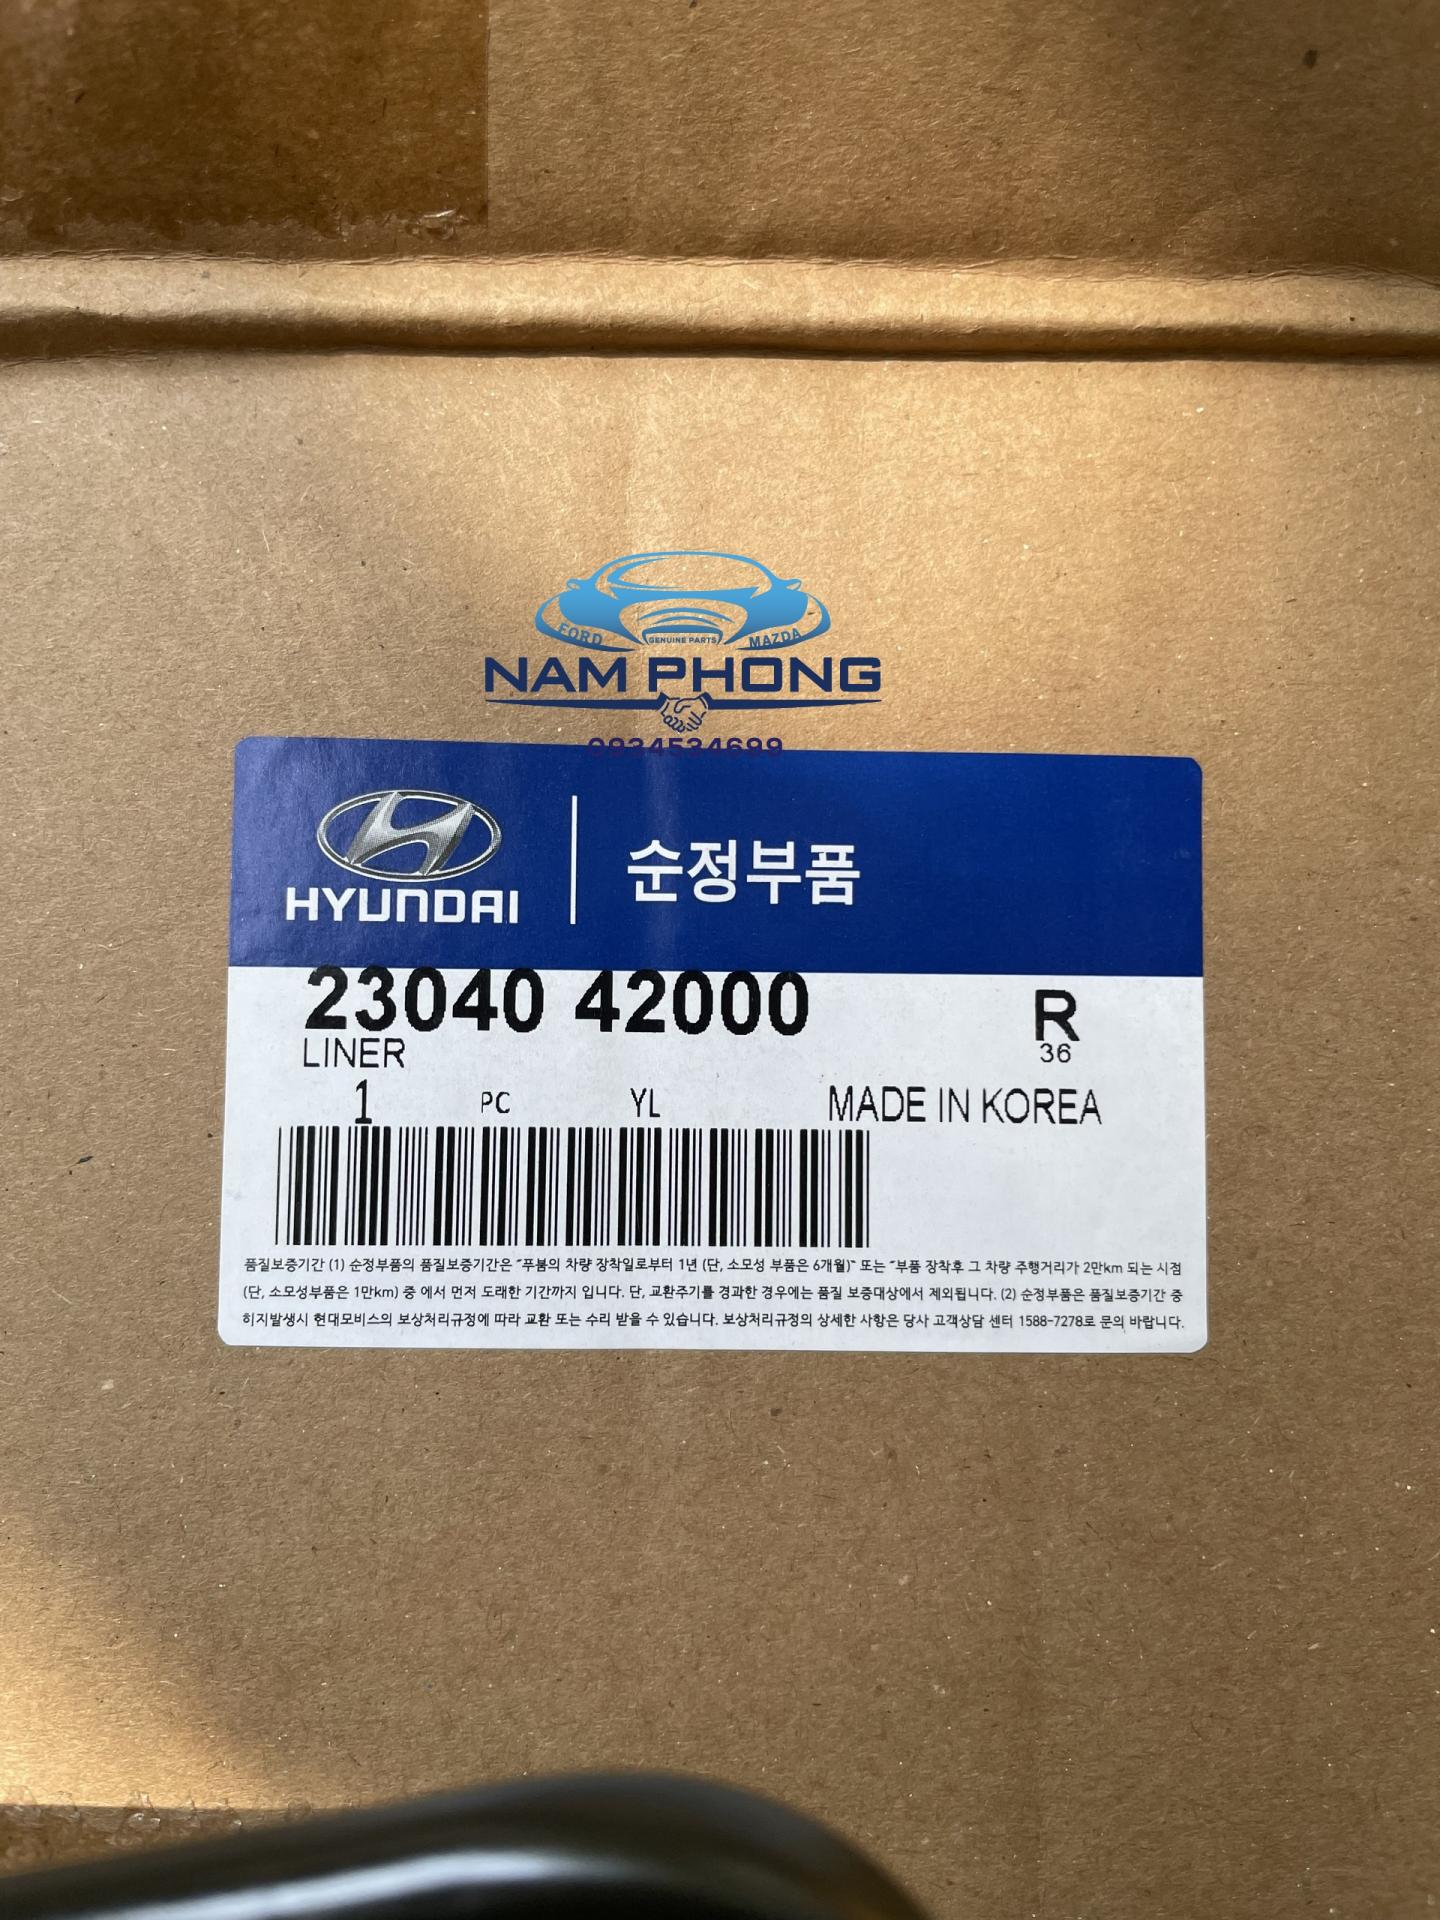 FORD GENUINE PARTS MAZDA
NAM PHONG
0934534699
HYUNDAI
순정부품
23040 42000
R
LINER
36
1 PC YL MADE IN KOREA
품질보증기간 (1) 순정부품의 품질보증기간은 "푸붐의 차량 장착일로부터 1년 (단, 소모성 부품은 6개월)" 또는 "부품 장착후 그 차량 주행거리가 2만km 되는 시점
(단, 소모성부품은 1만km) 중 에서 먼저 도래한 기간까지 입니다. 단, 교환주기를 경과한 경우에는 품질 보증대상에서 제외됩니다. (2) 순정부품은 품질보증기간 중
히지발생시 현대모비스의 보상처리규정에 따라 교환 또는 수리 받을 수 있습니다. 보상처리규정의 상세한 사항은 당사 고객상담 센터 1588-7278로 문의 바랍니다.